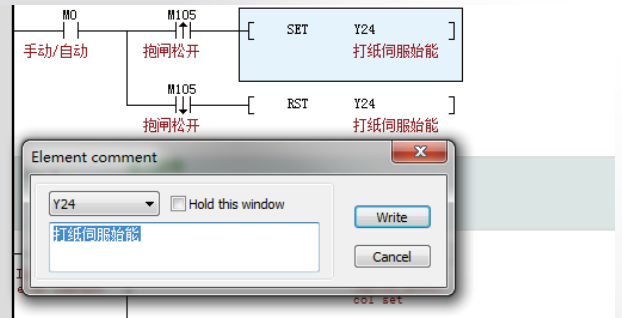 M0 M105
SET Y24
手动/自动 抱闸松开 打纸伺服始能
M105
RST Y24
抱闸松开 打纸伺服始能
Element comment
Y24 Hold this window
打纸伺服始能
Write
Cancel
col set